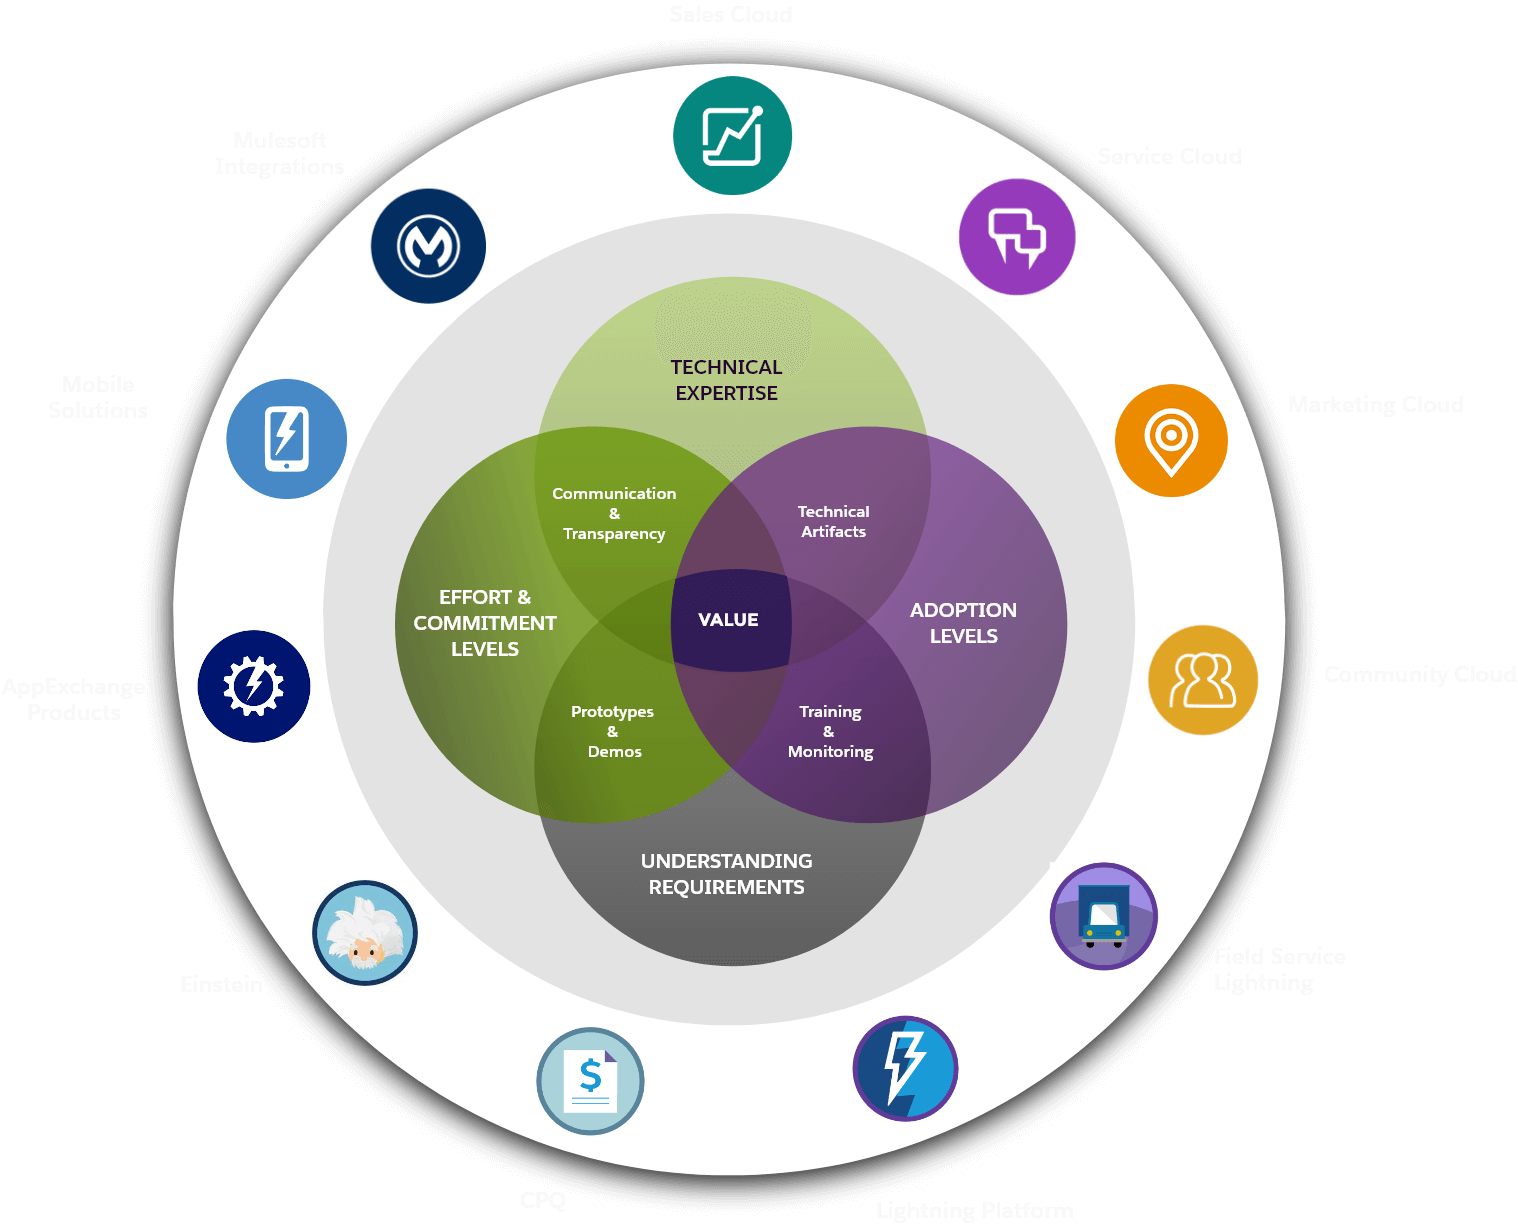 Sales Cloud
Mulesoft
Integrations
Service Cloud
TECHNICAL
EXPERTISE
Mobile
Solutions
Marketing Cloud
Communication
&
Transparency
Technical
Artifacts
EFFORT &
COMMITMENT
LEVELS
VALUE
ADOPTION
LEVELS
AppExchange
Products
Community Cloud
Prototypes
&
Demos
Training
&
Monitoring
UNDERSTANDING
REQUIREMENTS
Einstein
Field Service
Lightning
CPQ
Lightning Platform